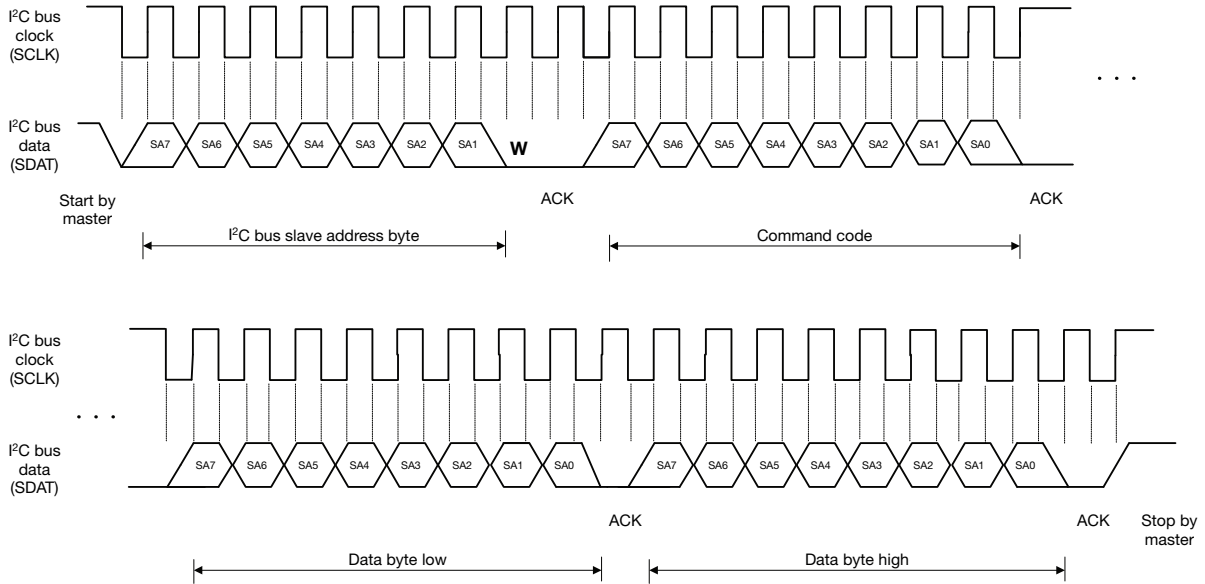 I²C bus
clock
(SCLK)
. . .
I²C bus
data
(SDAT)
SA7 SA6 SA5 SA4 SA3 SA2 SA1 W SA7 SA6 SA5 SA4 SA3 SA2 SA1 SA0
Start by
master
ACK ACK
I²C bus slave address byte Command code
I²C bus
clock
(SCLK)
. . .
I²C bus
data
(SDAT)
SA7 SA6 SA5 SA4 SA3 SA2 SA1 SA0 SA7 SA6 SA5 SA4 SA3 SA2 SA1 SA0
ACK ACK Stop by
master
Data byte low Data byte high